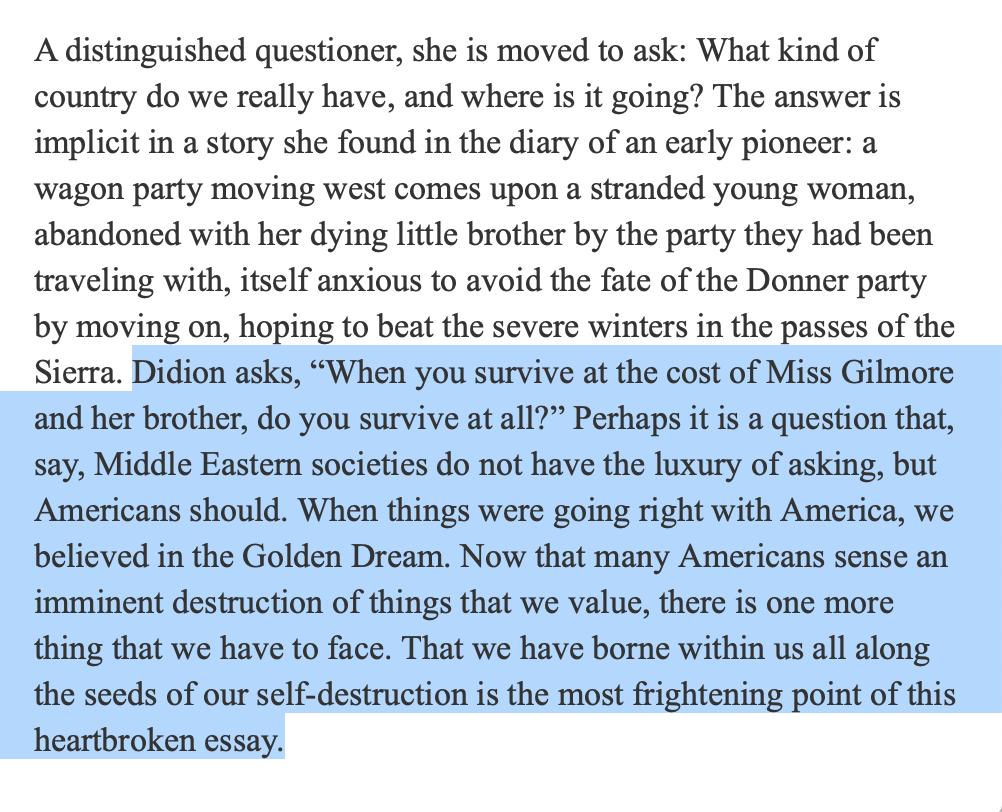 A distinguished questioner, she is moved to ask: What kind of
country do we really have, and where is it going? The answer is
implicit in a story she found in the diary of an early pioneer: a
wagon party moving west comes upon a stranded young woman,
abandoned with her dying little brother by the party they had been
traveling with, itself anxious to avoid the fate of the Donner party
by moving on, hoping to beat the severe winters in the passes of the
Sierra. Didion asks, “When you survive at the cost of Miss Gilmore
and her brother, do you survive at all?” Perhaps it is a question that,
say, Middle Eastern societies do not have the luxury of asking, but
Americans should. When things were going right with America, we
believed in the Golden Dream. Now that many Americans sense an
imminent destruction of things that we value, there is one more
thing that we have to face. That we have borne within us all along
the seeds of our self-destruction is the most frightening point of this
heartbroken essay.